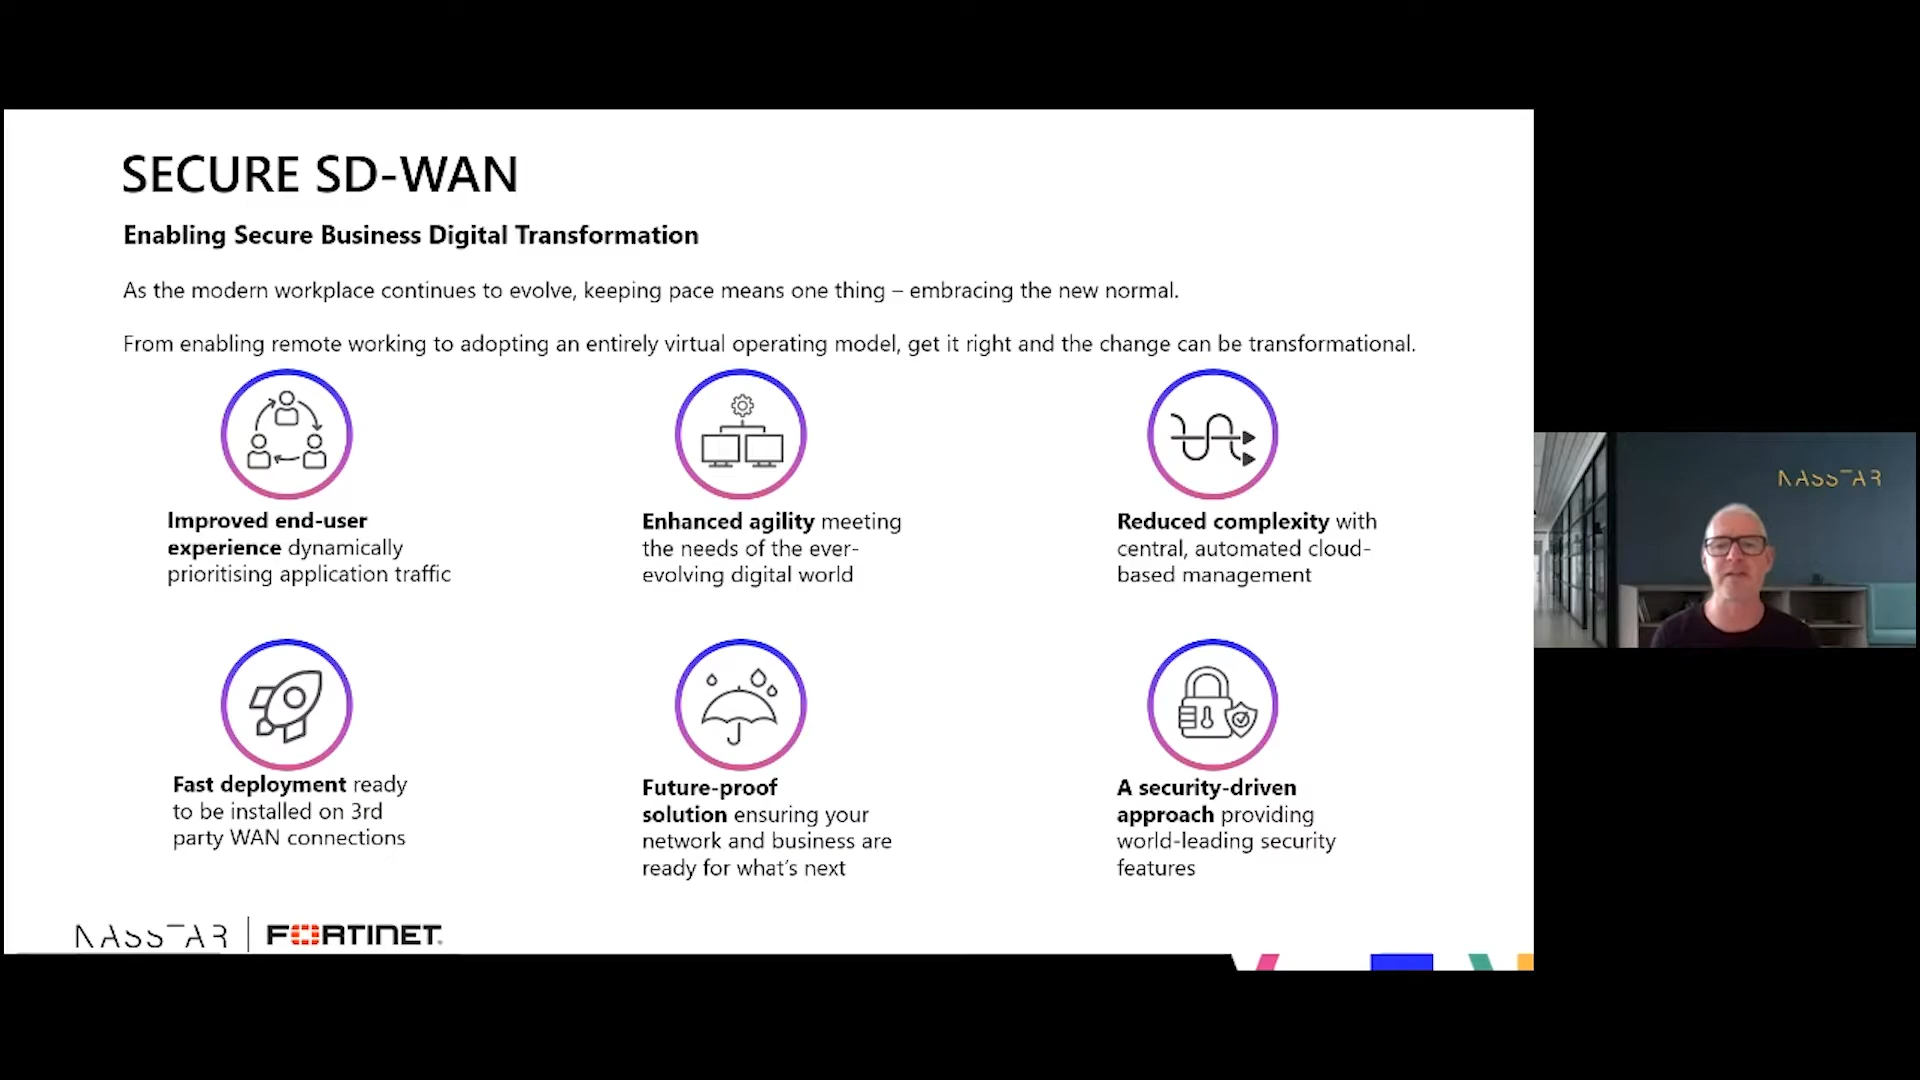 SECURE SD-WAN
Enabling Secure Business Digital Transformation
As the modern workplace continues to evolve, keeping pace means one thing – embracing the new normal.
From enabling remote working to adopting an entirely virtual operating model, get it right and the change can be transformational.
Improved end-user
experience dynamically
prioritising application traffic
Enhanced agility meeting
the needs of the ever-
evolving digital world
Reduced complexity with
central, automated cloud-
based management
Fast deployment ready
to be installed on 3rd
party WAN connections
Future-proof
solution ensuring your
network and business are
ready for what's next
A security-driven
approach providing
world-leading security
features
NASSTAR
FORTINET
NASSTAR